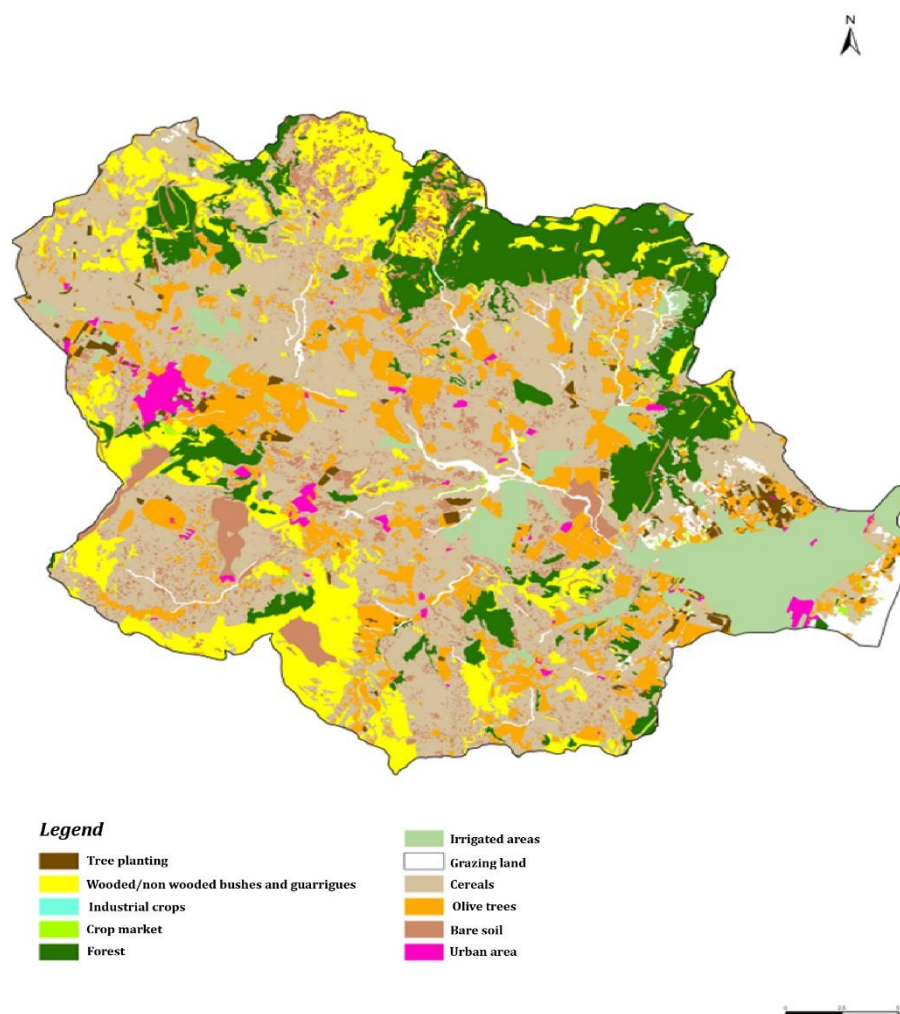 N
Legend
Tree planting
Wooded/non wooded bushes and guarrigues
Industrial crops
Crop market
Forest
Irrigated areas
Grazing land
Cereals
Olive trees
Bare soil
Urban area
0